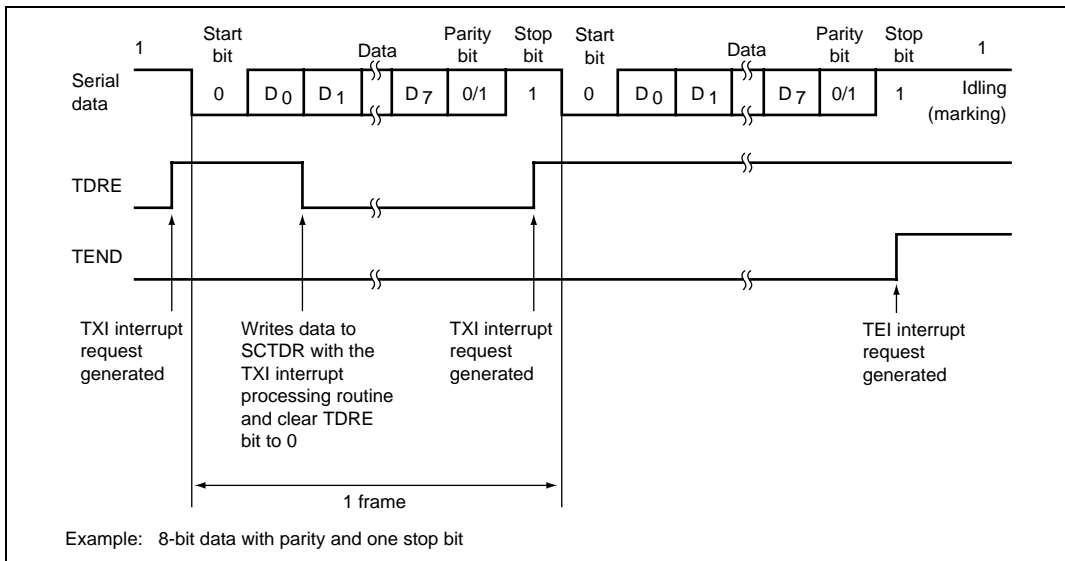 1 Start bit Data Parity bit Stop bit Start bit Data Parity bit Stop bit 1
Serial data 0 D0 D1 D7 0/1 1 0 D0 D1 D7 0/1 1 Idling (marking)
TDRE
TEND
TXI interrupt
request
generated
Writes data to
SCTDR with the
TXI interrupt
processing routine
and clear TDRE
bit to 0
TXI interrupt
request
generated
TEI interrupt
request
generated
1 frame
Example: 8-bit data with parity and one stop bit